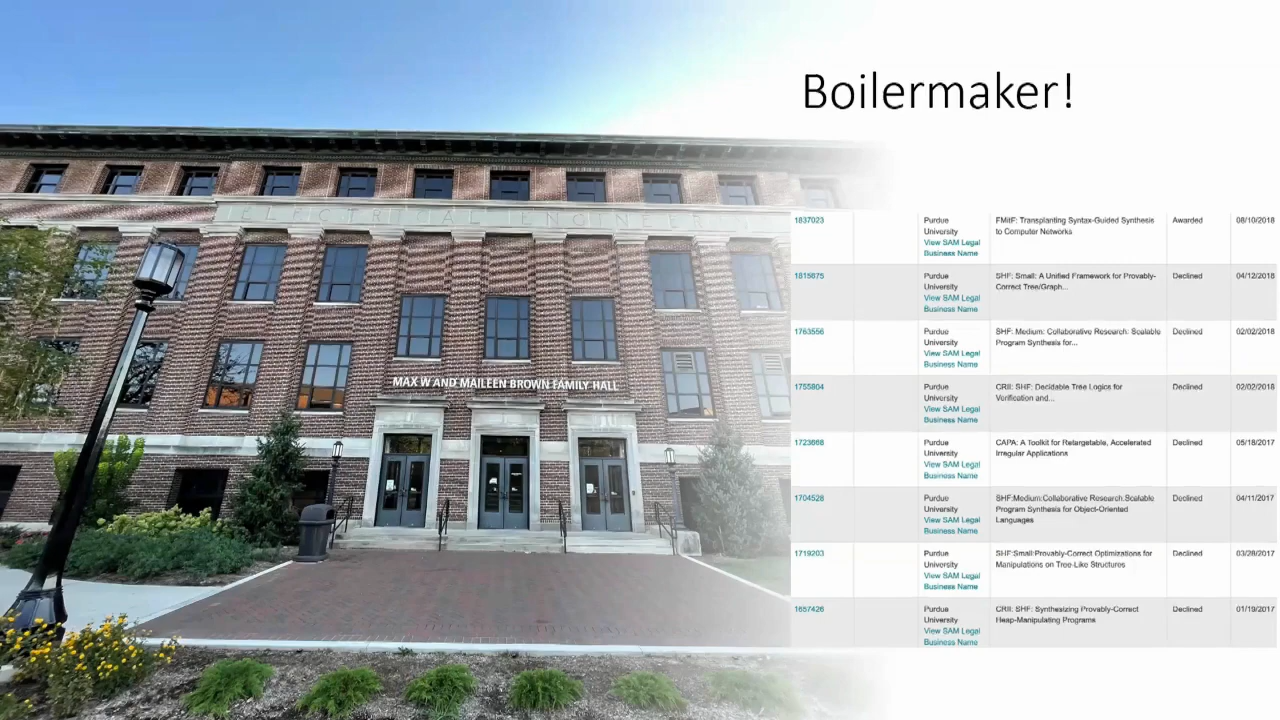 Boilermaker!
ELECTRICAL ENGINEERING
MAX W AND MAILEEN BROWN FAMILY HALL
1837023 Purdue University View SAM Legal Business Name FMitF: Transplanting Syntax-Guided Synthesis to Computer Networks Awarded 08/10/2018
1815875 Purdue University View SAM Legal Business Name SHF: Small: A Unified Framework for Provably-Correct Tree/Graph... Declined 04/12/2018
1763556 Purdue University View SAM Legal Business Name SHF: Medium: Collaborative Research: Scalable Program Synthesis for... Declined 02/02/2018
1755804 Purdue University View SAM Legal Business Name CRII: SHF: Decidable Tree Logics for Verification and... Declined 02/02/2018
1723668 Purdue University View SAM Legal Business Name CAPA: A Toolkit for Retargetable, Accelerated Irregular Applications Declined 05/18/2017
1704528 Purdue University View SAM Legal Business Name SHF:Medium:Collaborative Research:Scalable Program Synthesis for Object-Oriented Languages Declined 04/11/2017
1719203 Purdue University View SAM Legal Business Name SHF:Small:Provably-Correct Optimizations for Manipulations on Tree-Like Structures Declined 03/28/2017
1657426 Purdue University View SAM Legal Business Name CRII: SHF: Synthesizing Provably-Correct Heap-Manipulating Programs Declined 01/19/2017